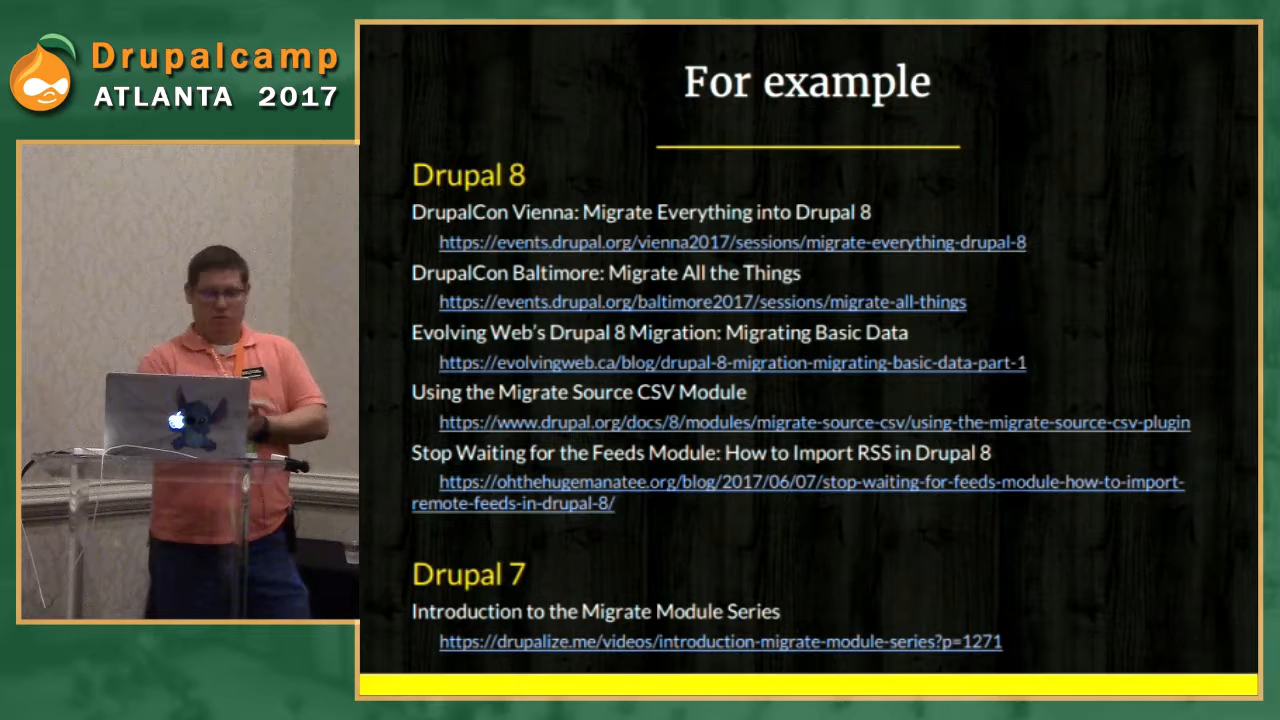 Drupalcamp
ATLANTA 2017
For example
Drupal 8
DrupalCon Vienna: Migrate Everything into Drupal 8
https://events.drupal.org/vienna2017/sessions/migrate-everything-drupal-8
DrupalCon Baltimore: Migrate All the Things
https://events.drupal.org/baltimore2017/sessions/migrate-all-things
Evolving Web's Drupal 8 Migration: Migrating Basic Data
https://evolvingweb.ca/blog/drupal-8-migration-migrating-basic-data-part-1
Using the Migrate Source CSV Module
https://www.drupal.org/docs/8/modules/migrate-source-csv/using-the-migrate-source-csv-plugin
Stop Waiting for the Feeds Module: How to Import RSS in Drupal 8
https://ohthehugemanatee.org/blog/2017/06/07/stop-waiting-for-feeds-module-how-to-import-
remote-feeds-in-drupal-8/
Drupal 7
Introduction to the Migrate Module Series
https://drupalize.me/videos/introduction-migrate-module-series?p=1271